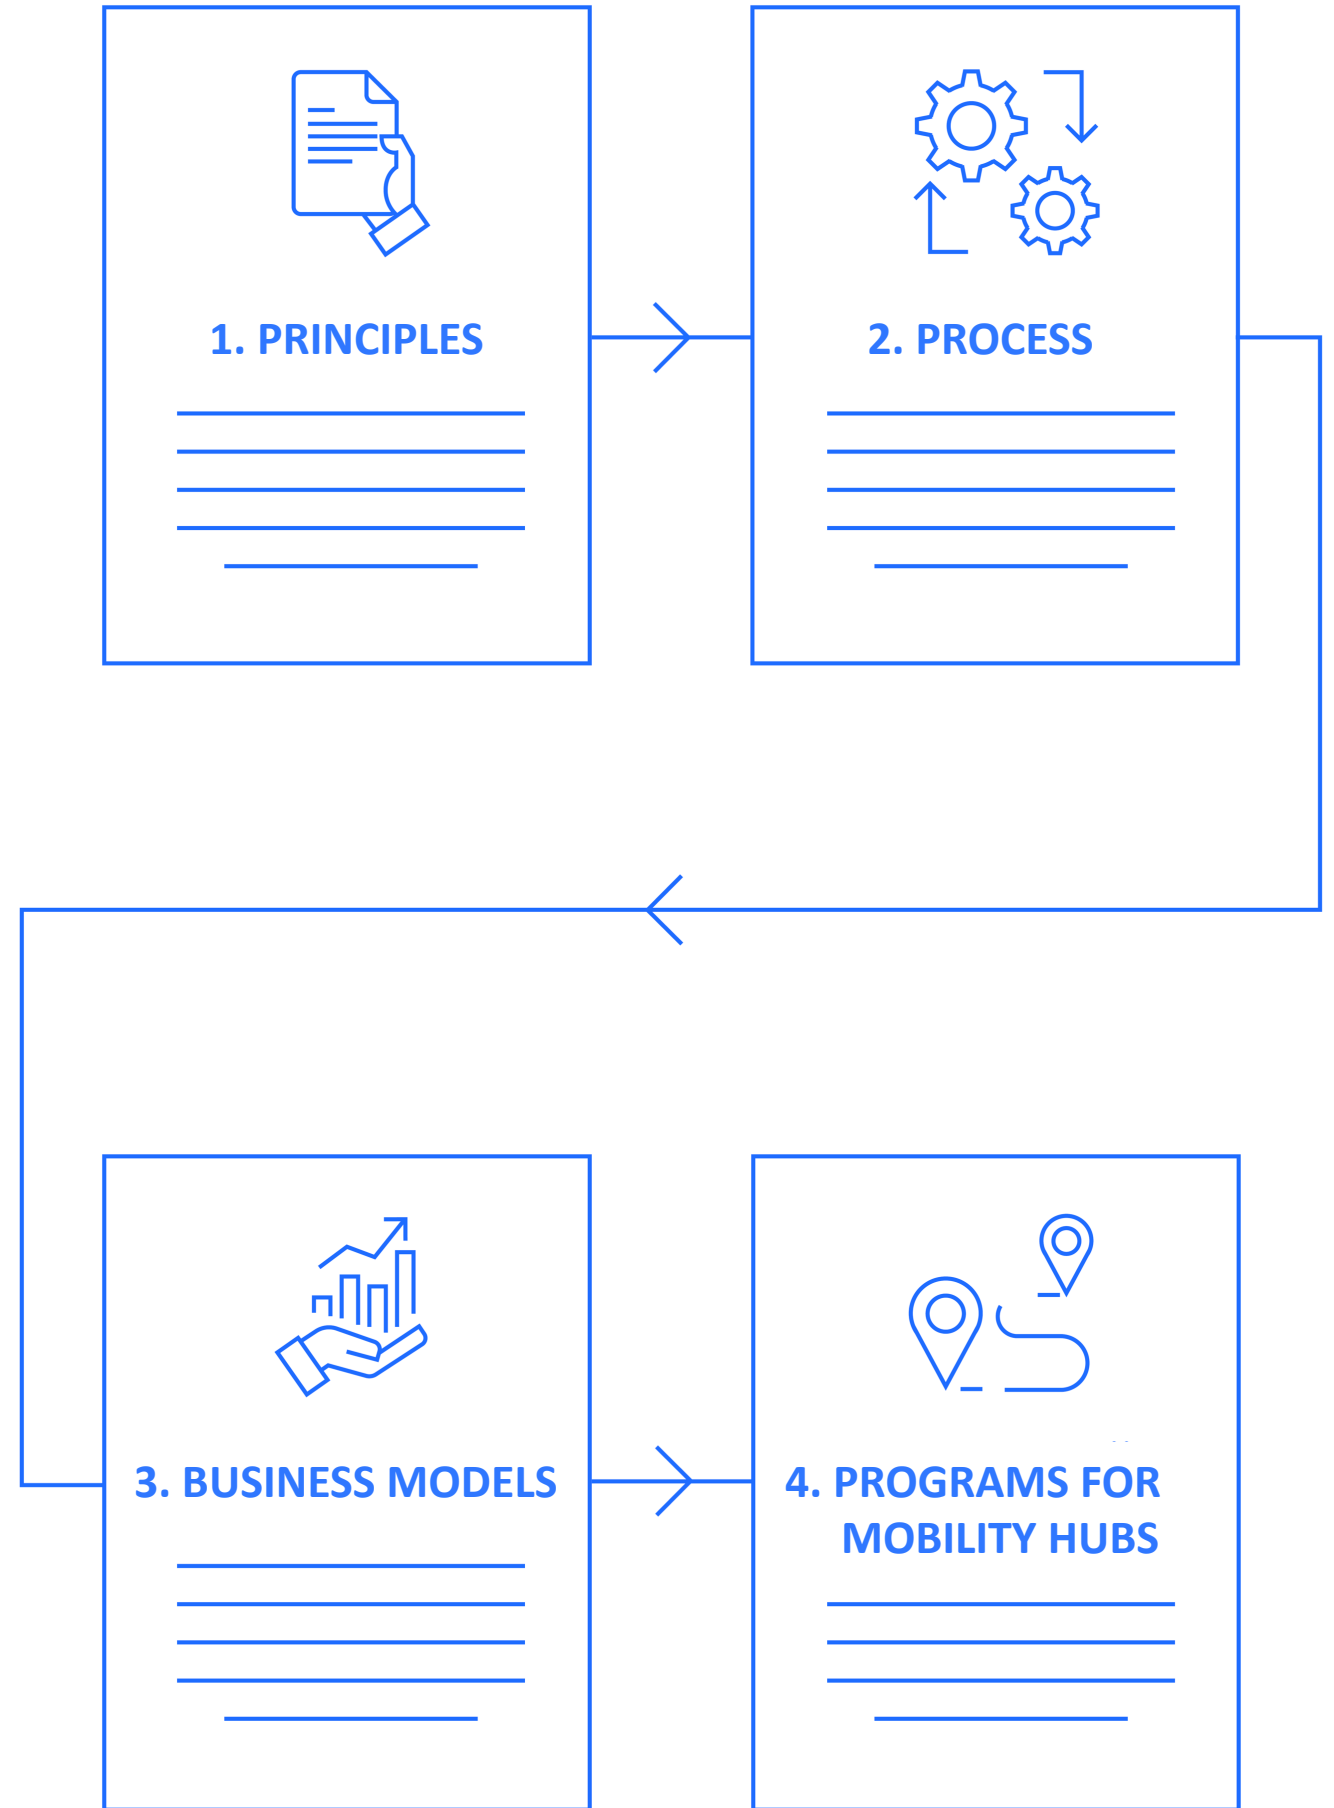 1. PRINCIPLES
2. PROCESS
3. BUSINESS MODELS
4. PROGRAMS FOR
MOBILITY HUBS